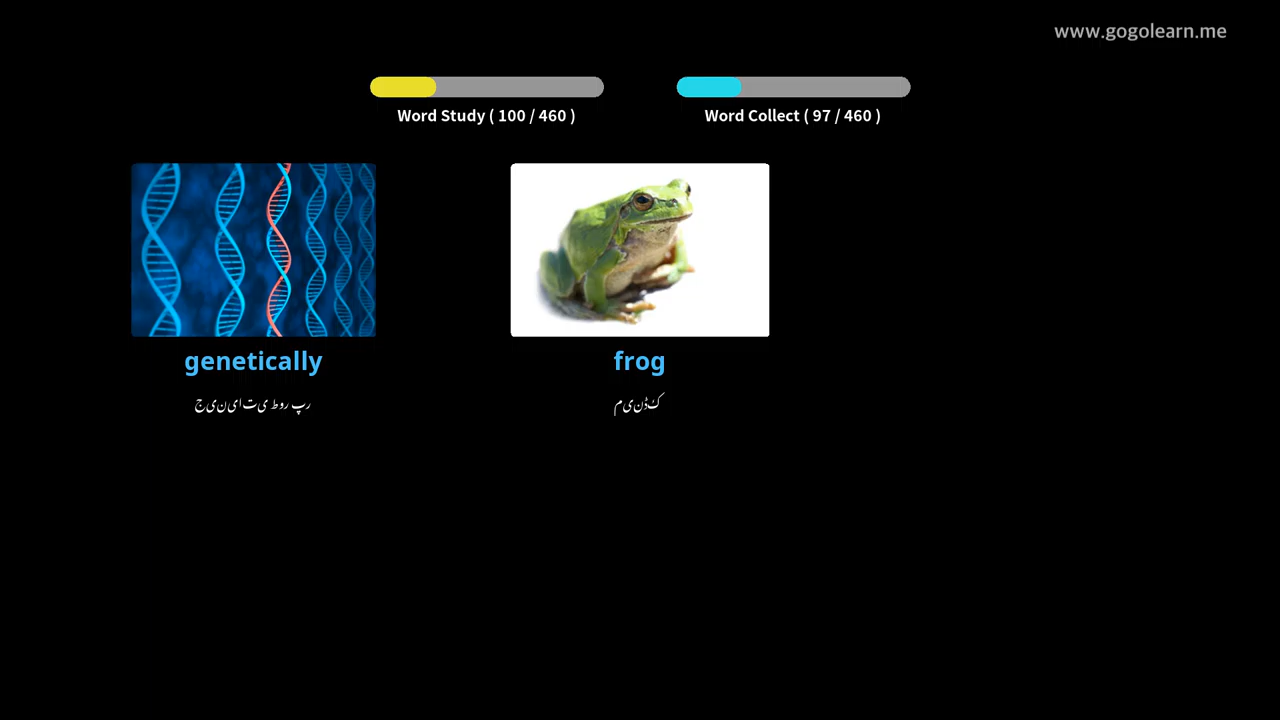 www.gogolearn.me
Word Study ( 100 / 460 )
Word Collect ( 97 / 460 )
genetically
جینیاتی طور پر
frog
مینڈک